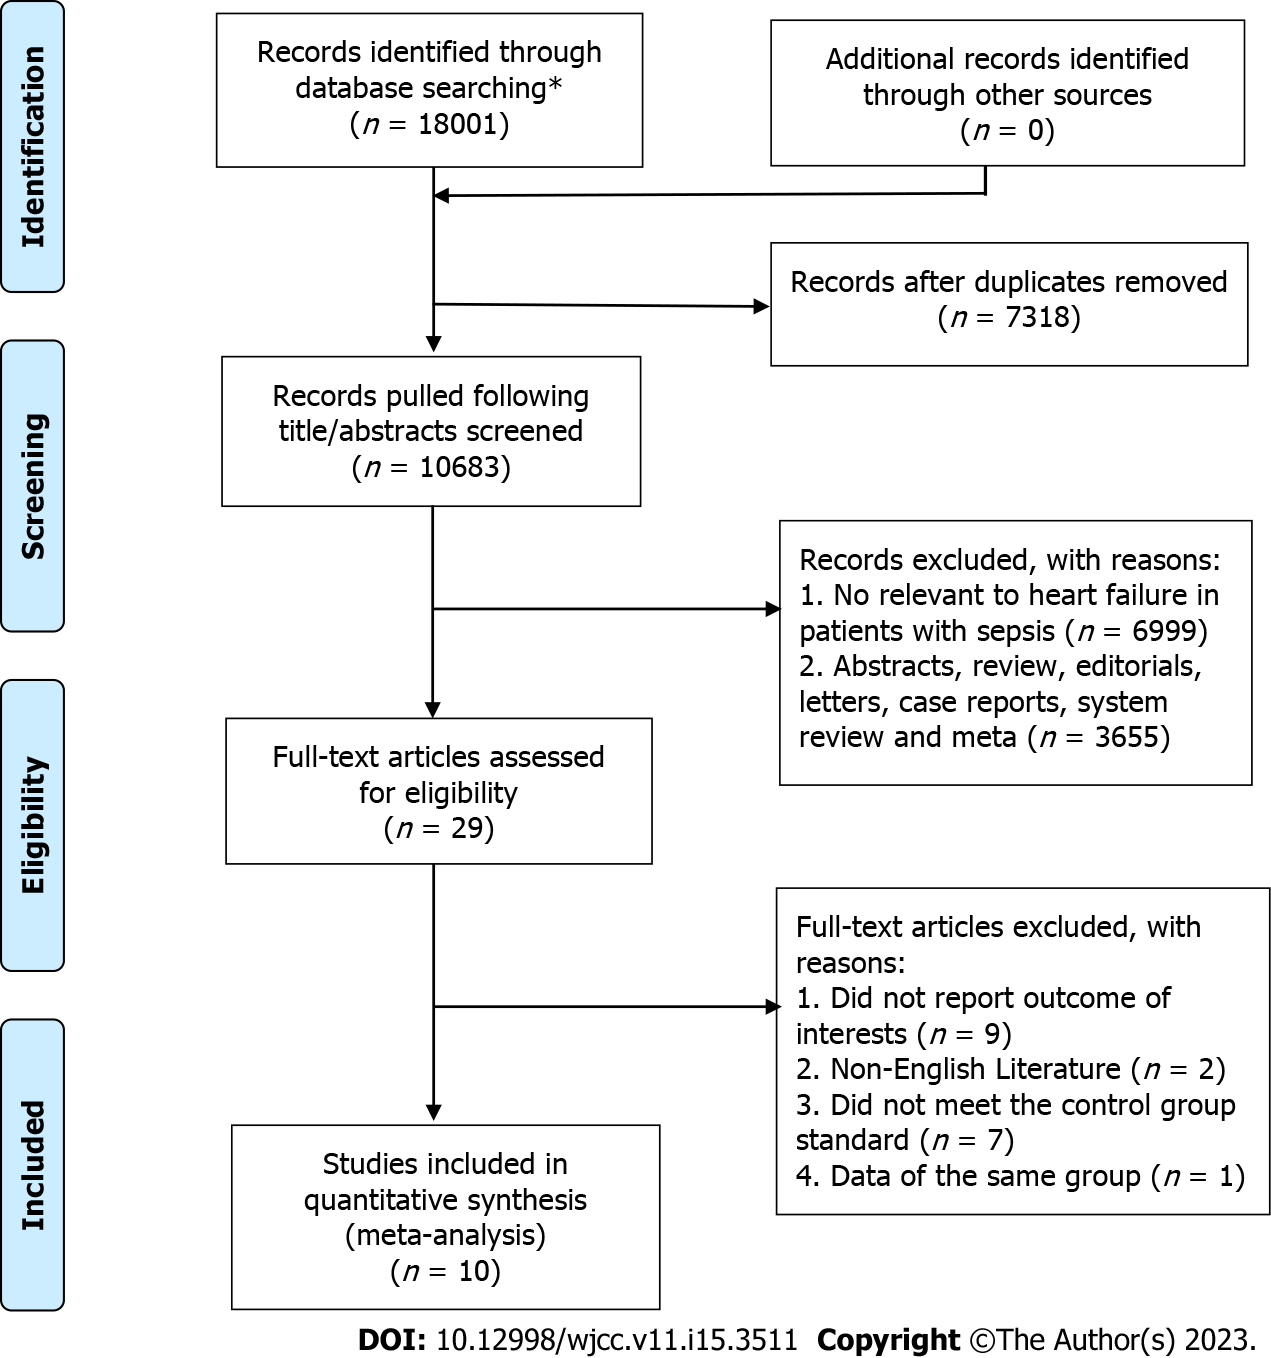 Identification
Records identified through
database searching*
(n = 18001)
Additional records identified
through other sources
(n = 0)
Records after duplicates removed
(n = 7318)
Screening
Records pulled following
title/abstracts screened
(n = 10683)
Records excluded, with reasons:
1. No relevant to heart failure in
patients with sepsis (n = 6999)
2. Abstracts, review, editorials,
letters, case reports, system
review and meta (n = 3655)
Eligibility
Full-text articles assessed
for eligibility
(n = 29)
Full-text articles excluded, with
reasons:
1. Did not report outcome of
interests (n = 9)
2. Non-English Literature (n = 2)
3. Did not meet the control group
standard (n = 7)
4. Data of the same group (n = 1)
Included
Studies included in
quantitative synthesis
(meta-analysis)
(n = 10)
DOI: 10.12998/wjcc.v11.i15.3511 Copyright ©The Author(s) 2023.